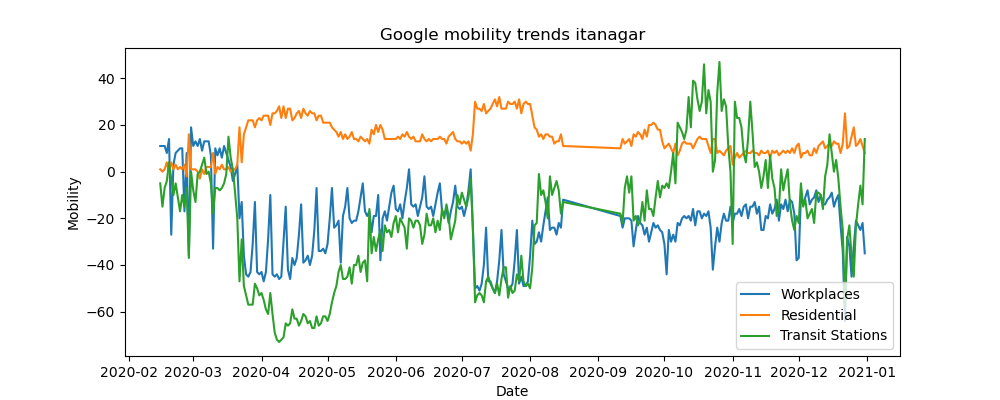 Google mobility trends itanagar
Mobility
40
20
0
−20
−40
−60
Workplaces
Residential
Transit Stations
2020-02 2020-03 2020-04 2020-05 2020-06 2020-07 2020-08 2020-09 2020-10 2020-11 2020-12 2021-01
Date